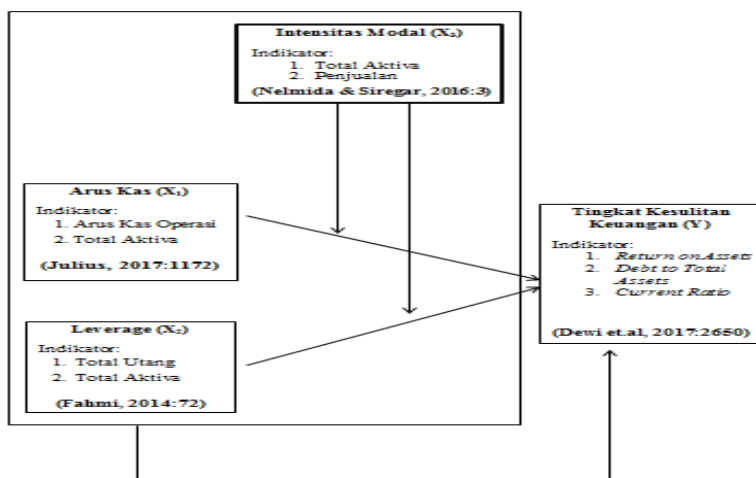 Intensitas Modal (X₃)
Indikator:
1. Total Aktiva
2. Penjualan
(Nelmida & Siregar, 2016:3)
Arus Kas (X₁)
Indikator:
1. Arus Kas Operasi
2. Total Aktiva
(Julius, 2017:1172)
Leverage (X₂)
Indikator:
1. Total Utang
2. Total Aktiva
(Fahmi, 2014:72)
Tingkat Kesulitan
Keuangan (Y)
Indikator:
1. Return on Assets
2. Debt to Total
Assets
3. Current Ratio
(Dewi et.al, 2017:2650)